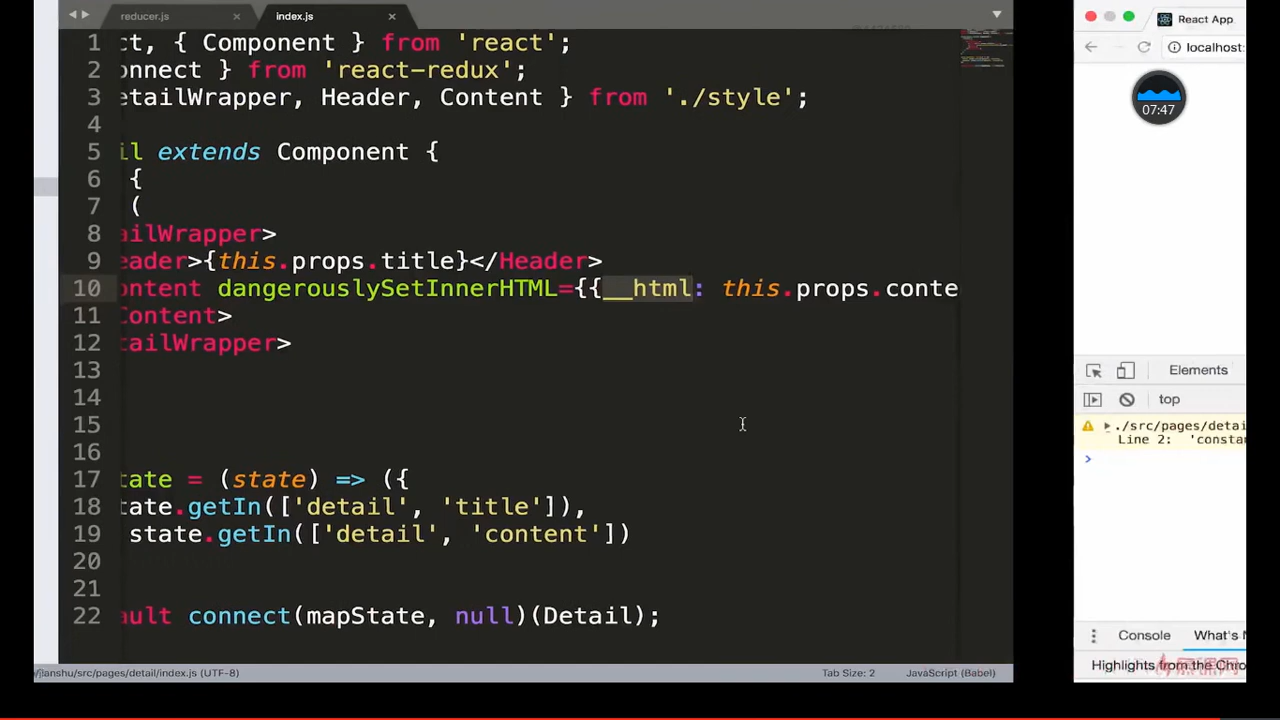 reducer.js
index.js
1 ct, { Component } from 'react';
2 onnect } from 'react-redux';
3 etailWrapper, Header, Content } from './style';
4
5 il extends Component {
6 {
7 (
8 ailWrapper>
9 eader>{this.props.title}</Header>
10 ontent dangerouslySetInnerHTML={{__html: this.props.conte
11 Content>
12 tailWrapper>
13
14
15
16
17 tate = (state) => ({
18 tate.getIn(['detail', 'title']),
19 state.getIn(['detail', 'content'])
20
21
22 ault connect(mapState, null)(Detail);
/jianshu/src/pages/detail/index.js (UTF-8)
Tab Size: 2
JavaScript (Babel)
React App
localhost:
07:47
Elements
top
./src/pages/detai
Line 2: 'consta
Console
What's N
Highlights from the Chro